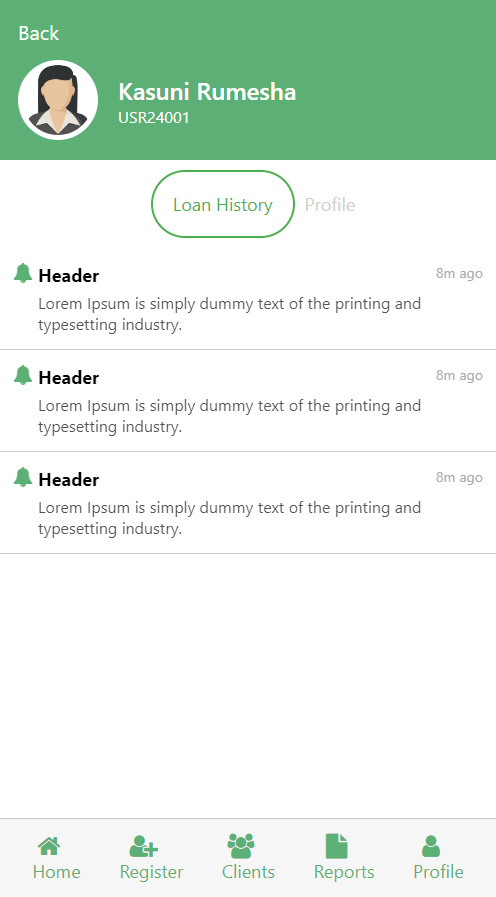 Back
Kasuni Rumesha
USR24001
Loan History
Profile
Header
8m ago
Lorem Ipsum is simply dummy text of the printing and
typesetting industry.
Header
8m ago
Lorem Ipsum is simply dummy text of the printing and
typesetting industry.
Header
8m ago
Lorem Ipsum is simply dummy text of the printing and
typesetting industry.
Home
Register
Clients
Reports
Profile